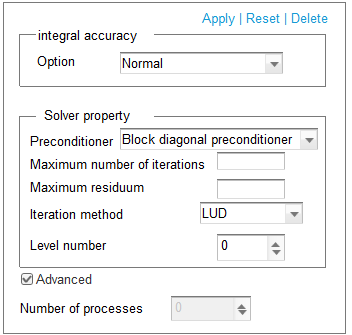 Apply | Reset | Delete
integral accuracy
Option Normal
Solver property
Preconditioner Block diagonal preconditioner
Maximum number of iterations
Maximum residuum
Iteration method LUD
Level number 0
Advanced
Number of processes 0